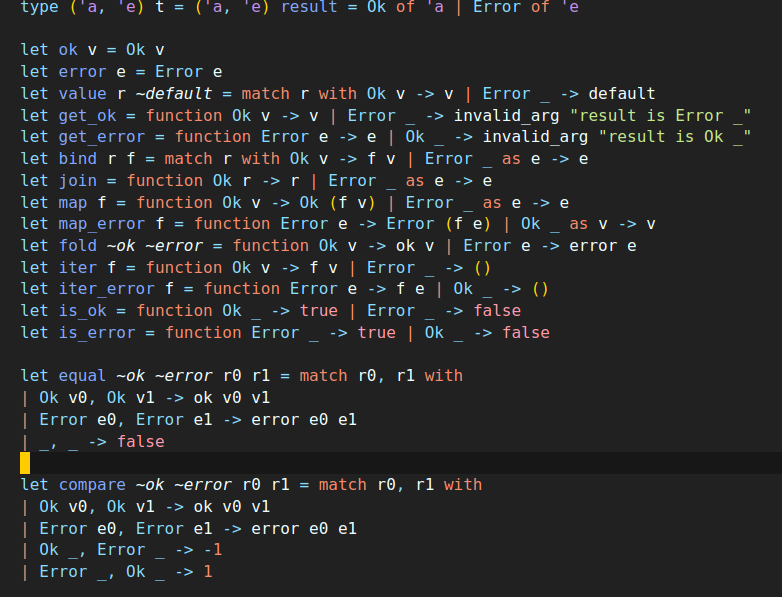 type ('a, 'e) t = ('a, 'e) result = Ok of 'a | Error of 'e
let ok v = Ok v
let error e = Error e
let value r ~default = match r with Ok v -> v | Error _ -> default
let get_ok = function Ok v -> v | Error _ -> invalid_arg "result is Error _"
let get_error = function Error e -> e | Ok _ -> invalid_arg "result is Ok _"
let bind r f = match r with Ok v -> f v | Error _ as e -> e
let join = function Ok r -> r | Error _ as e -> e
let map f = function Ok v -> Ok (f v) | Error _ as e -> e
let map_error f = function Error e -> Error (f e) | Ok _ as v -> v
let fold ~ok ~error = function Ok v -> ok v | Error e -> error e
let iter f = function Ok v -> f v | Error _ -> ()
let iter_error f = function Error e -> f e | Ok _ -> ()
let is_ok = function Ok _ -> true | Error _ -> false
let is_error = function Error _ -> true | Ok _ -> false
let equal ~ok ~error r0 r1 = match r0, r1 with
| Ok v0, Ok v1 -> ok v0 v1
| Error e0, Error e1 -> error e0 e1
| _, _ -> false
let compare ~ok ~error r0 r1 = match r0, r1 with
| Ok v0, Ok v1 -> ok v0 v1
| Error e0, Error e1 -> error e0 e1
| Ok _, Error _ -> -1
| Error _, Ok _ -> 1